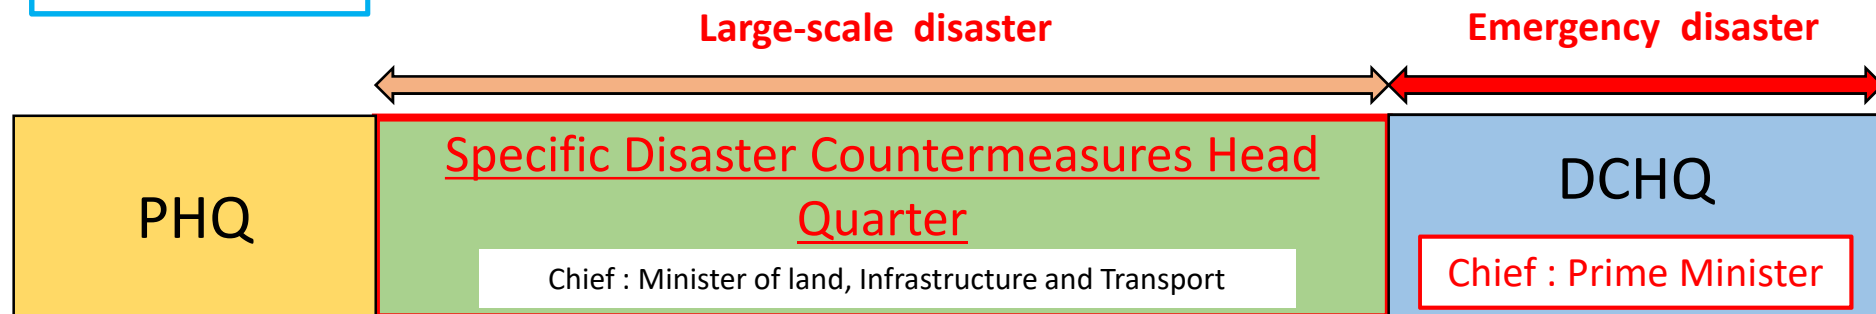 Large-scale disaster
Emergency disaster
PHQ
Specific Disaster Countermeasures Head
Quarter
Chief : Minister of land, Infrastructure and Transport
DCHQ
Chief : Prime Minister